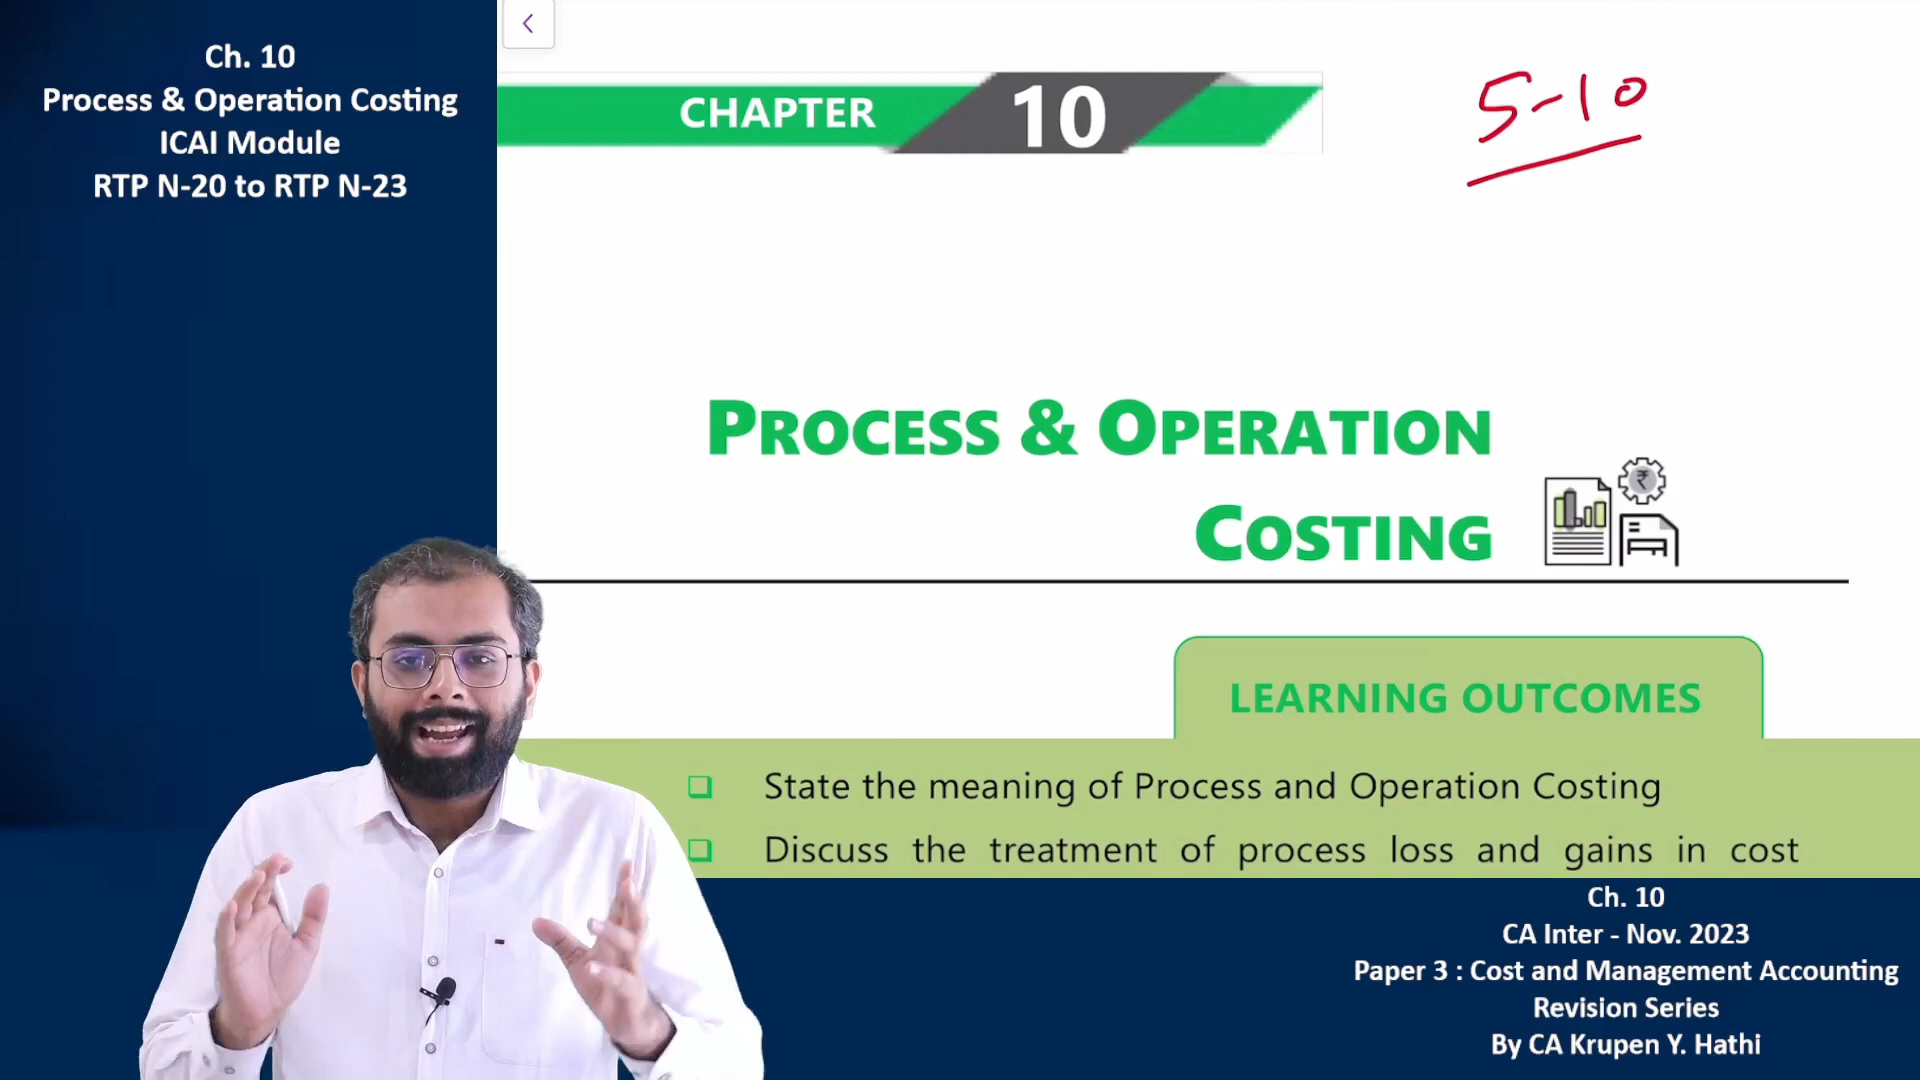 Ch. 10
Process & Operation Costing
ICAI Module
RTP N-20 to RTP N-23
CHAPTER 10
5-10
PROCESS & OPERATION
COSTING
₹
LEARNING OUTCOMES
State the meaning of Process and Operation Costing
Discuss the treatment of process loss and gains in cost
Ch. 10
CA Inter - Nov. 2023
Paper 3 : Cost and Management Accounting
Revision Series
By CA Krupen Y. Hathi